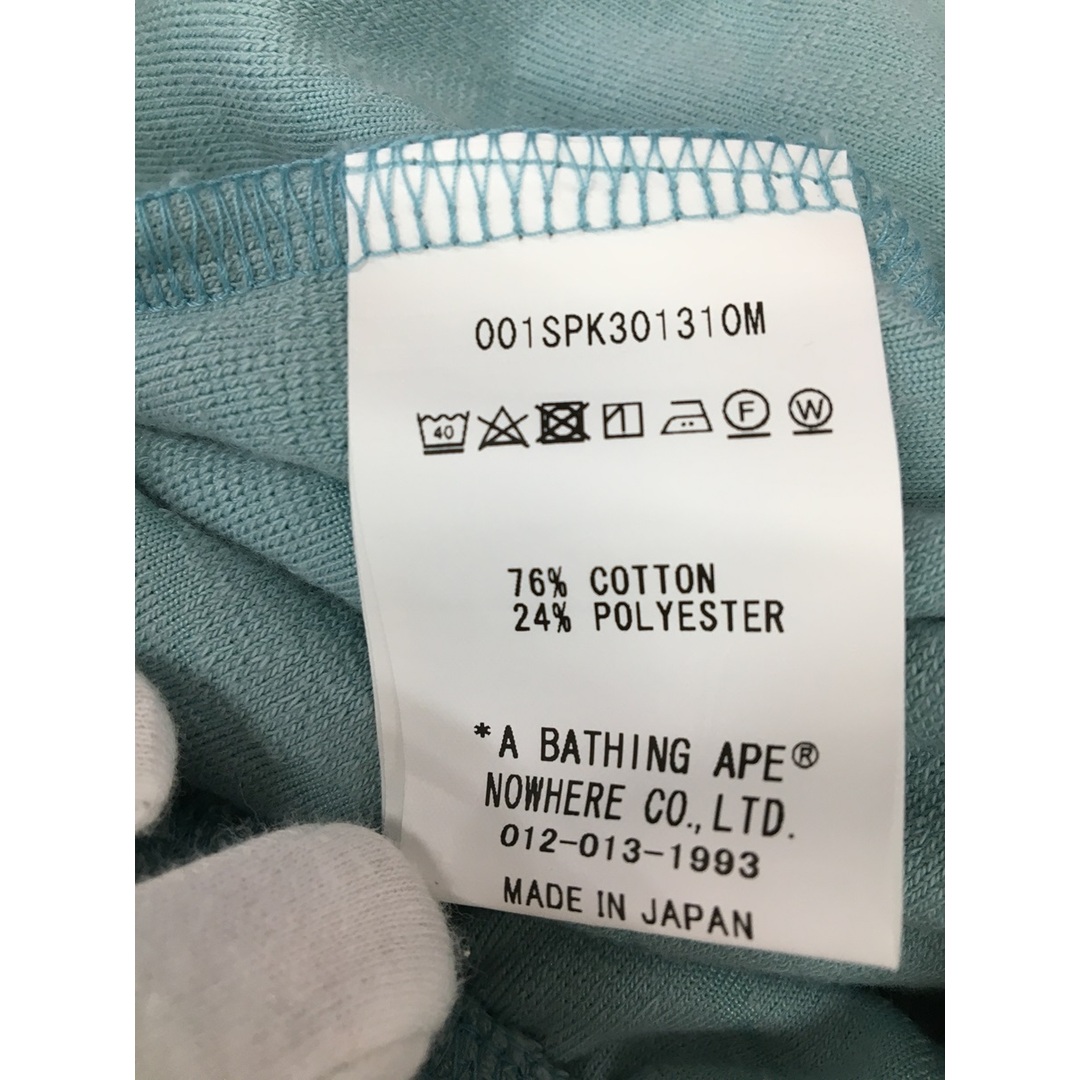 001SPK301310M
40 F W
76% COTTON
24% POLYESTER
*A BATHING APE®
NOWHERE CO., LTD.
012-013-1993
MADE IN JAPAN